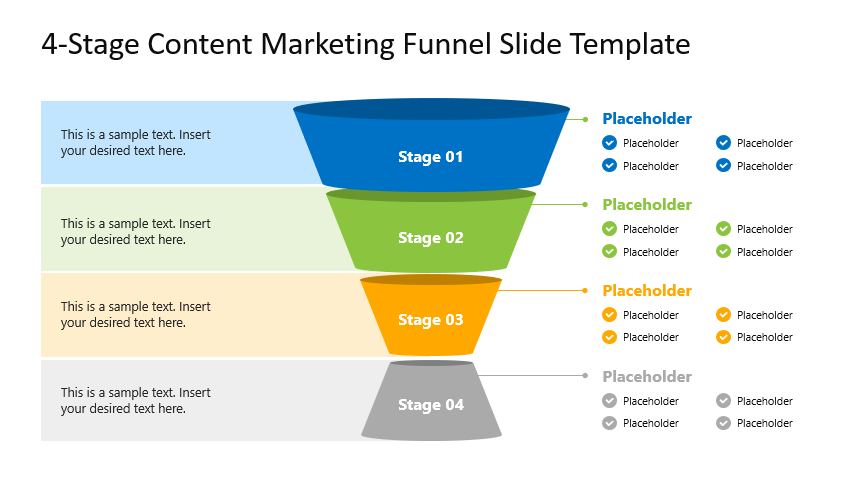 4-Stage Content Marketing Funnel Slide Template
This is a sample text. Insert
your desired text here.
Stage 01
Placeholder
Placeholder Placeholder
Placeholder Placeholder
This is a sample text. Insert
your desired text here.
Stage 02
Placeholder
Placeholder Placeholder
Placeholder Placeholder
This is a sample text. Insert
your desired text here.
Stage 03
Placeholder
Placeholder Placeholder
Placeholder Placeholder
This is a sample text. Insert
your desired text here.
Stage 04
Placeholder
Placeholder Placeholder
Placeholder Placeholder